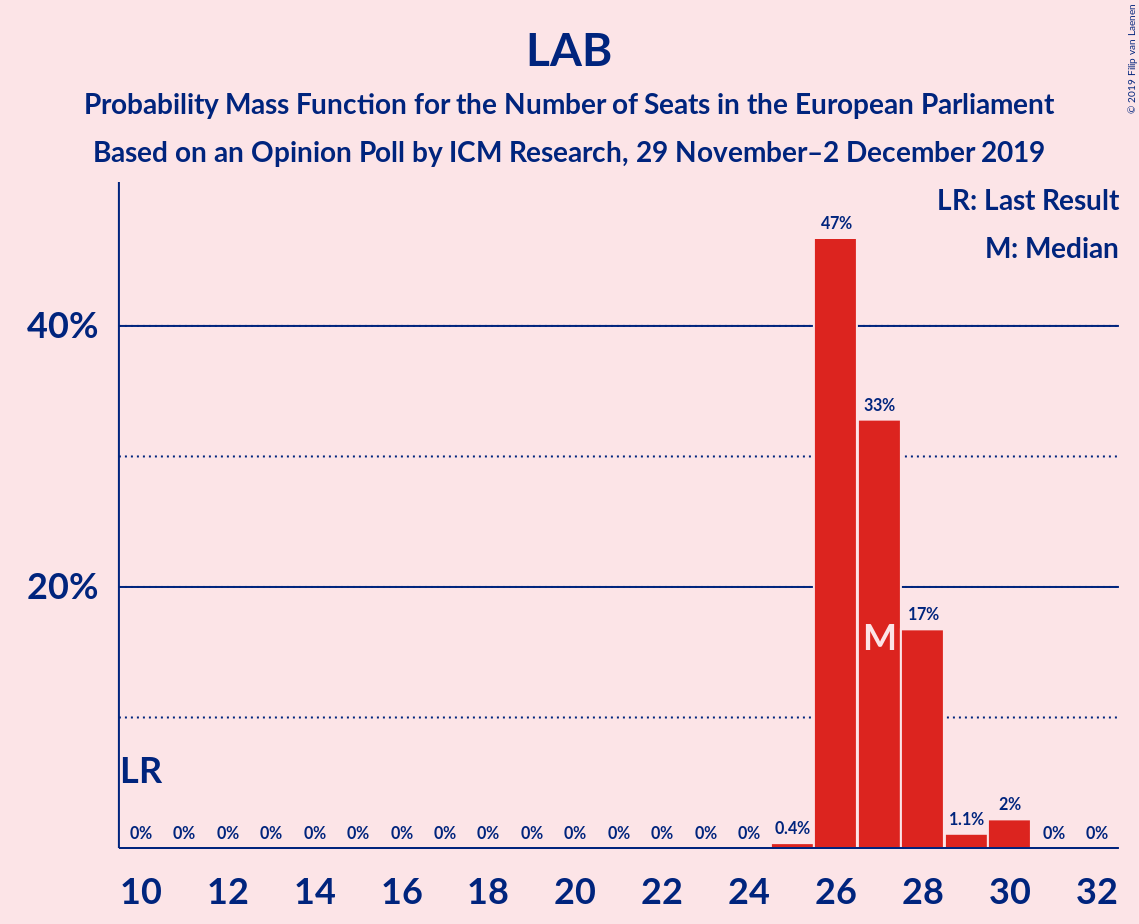 LAB
Probability Mass Function for the Number of Seats in the European Parliament
Based on an Opinion Poll by ICM Research, 29 November–2 December 2019
© 2019 Filip van Laenen
LR: Last Result
M: Median
47%
40%
33%
20%
17%
M
LR
0% 0% 0% 0% 0% 0% 0% 0% 0% 0% 0% 0% 0% 0% 0% 0.4% 1.1% 2% 0% 0%
10 12 14 16 18 20 22 24 26 28 30 32